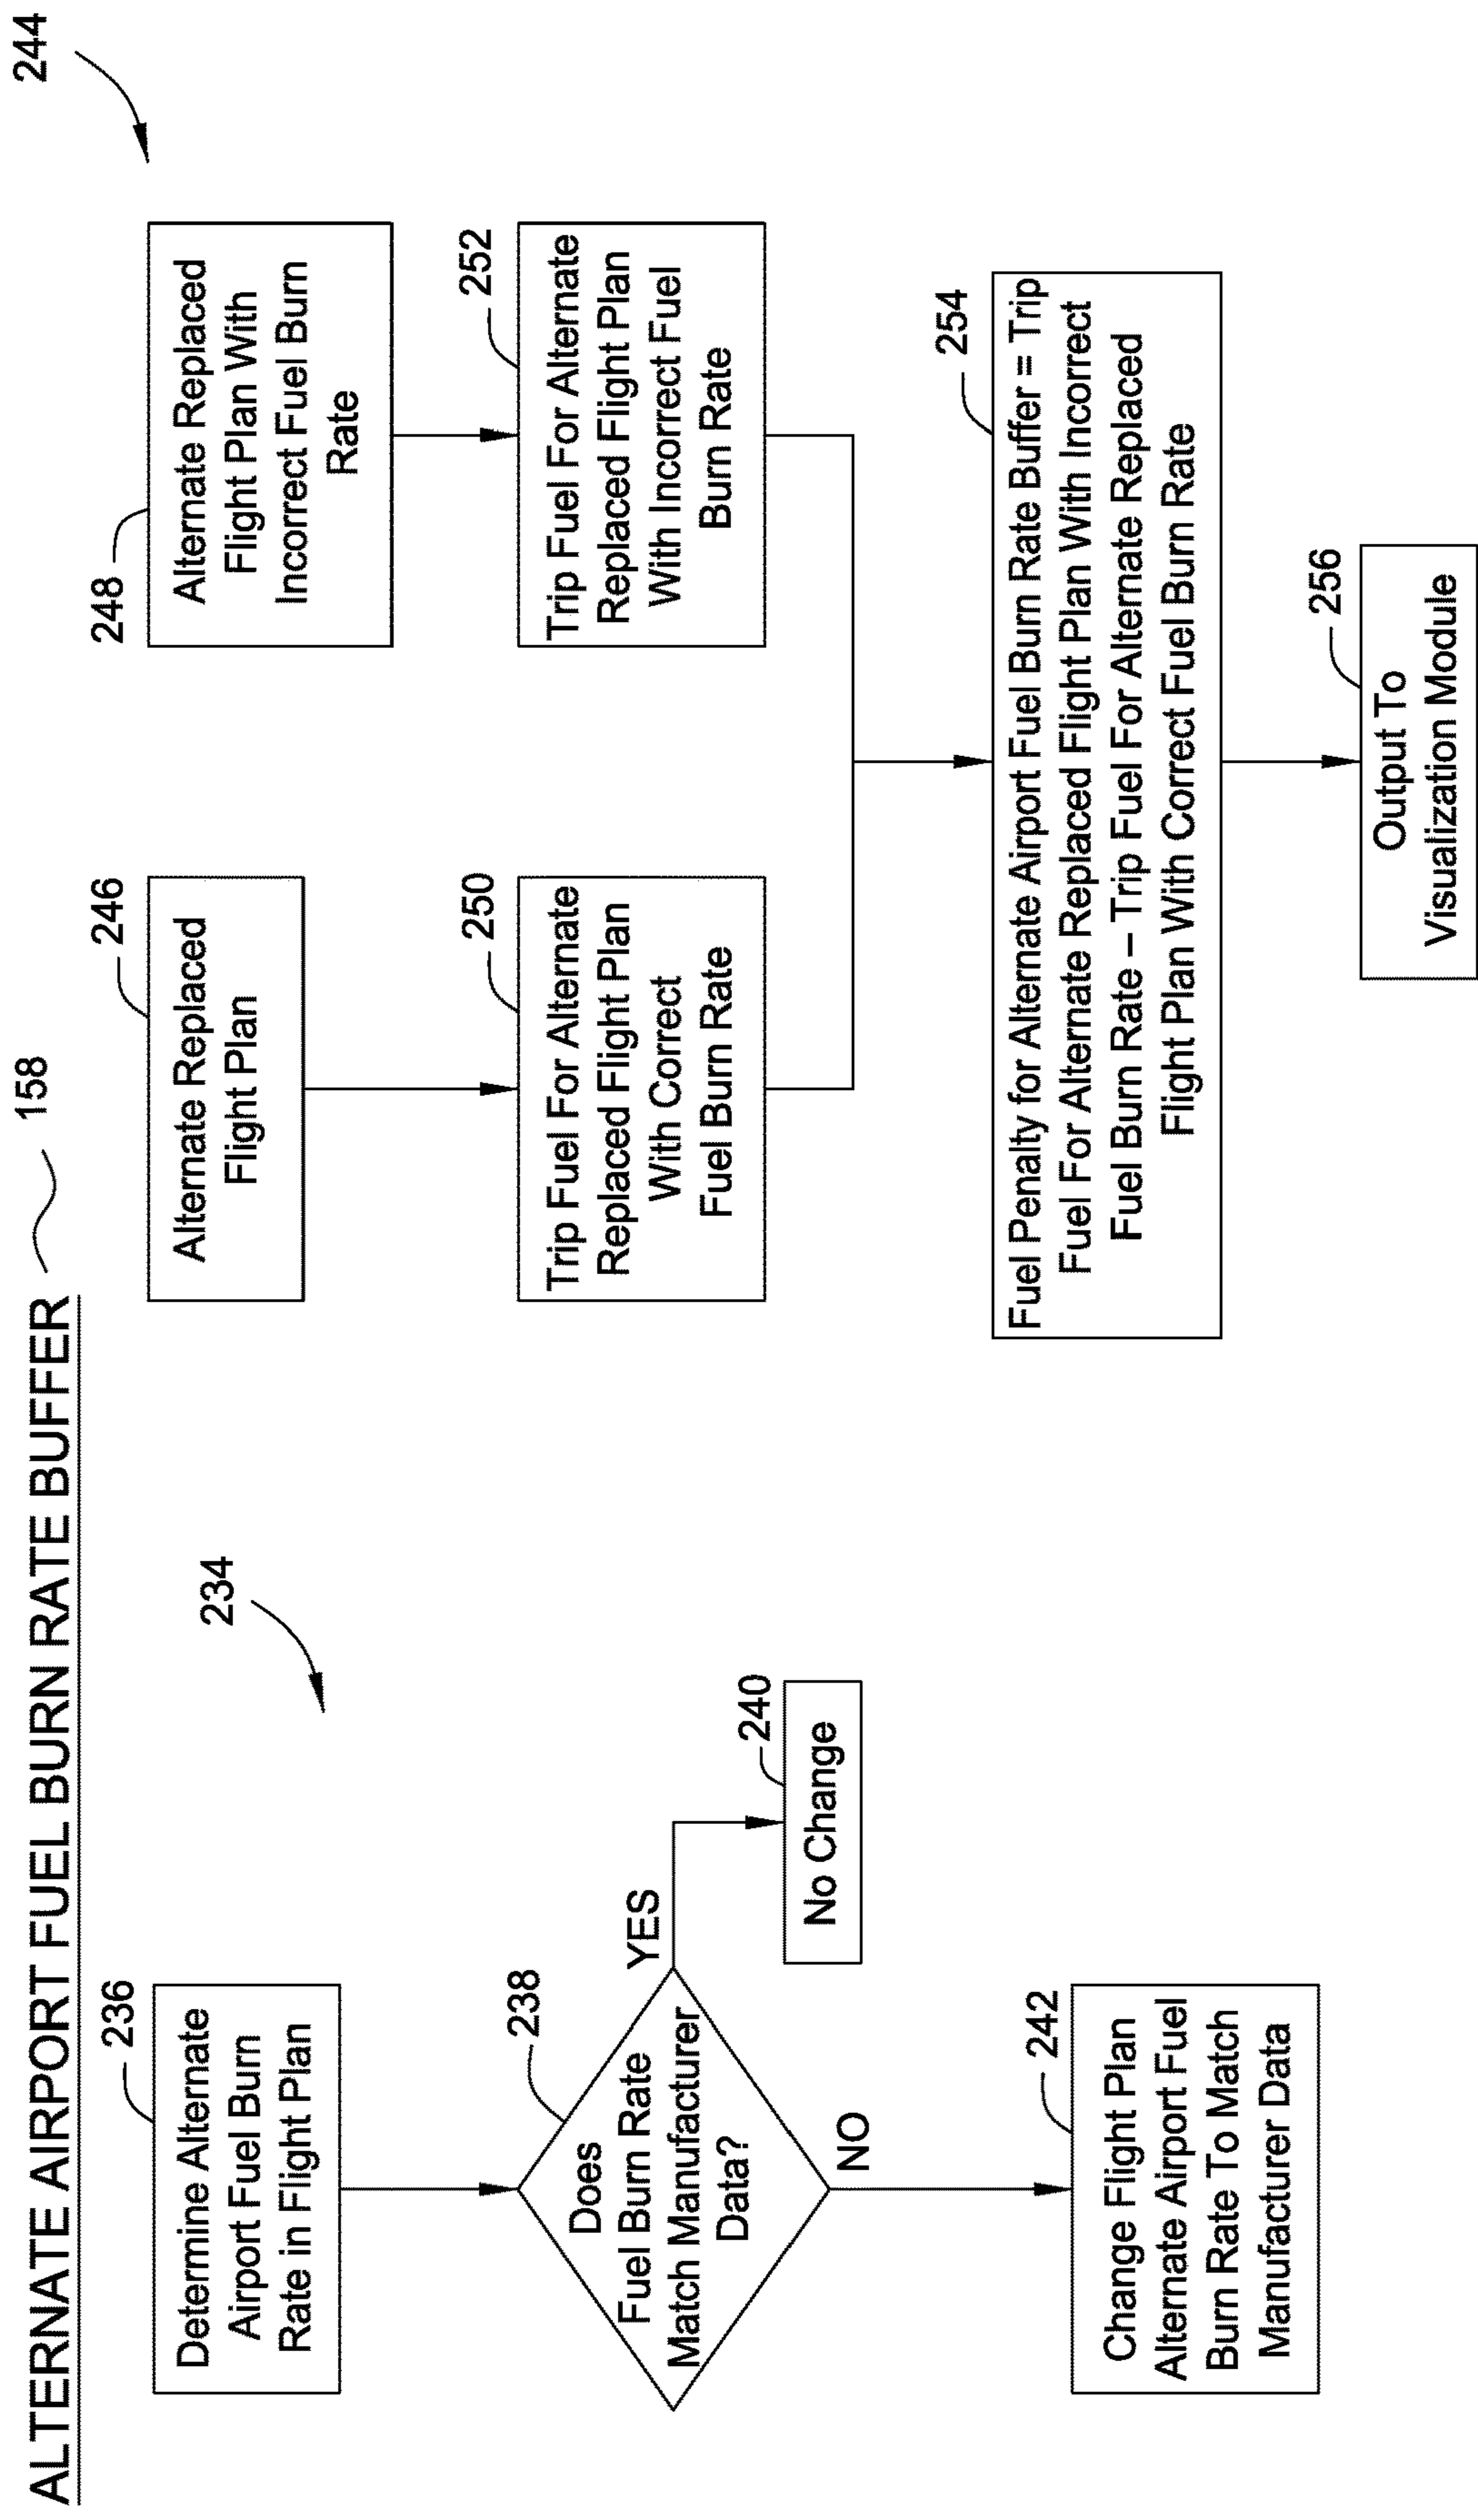 ALTERNATE AIRPORT FUEL BURN RATE BUFFER
158
234
236
Determine Alternate
Airport Fuel Burn
Rate in Flight Plan
238
Does
Fuel Burn Rate
Match Manufacturer
Data?
YES
240
No Change
NO
242
Change Flight Plan
Alternate Airport Fuel
Burn Rate To Match
Manufacturer Data
244
246
Alternate Replaced
Flight Plan
248
Alternate Replaced
Flight Plan With
Incorrect Fuel Burn
Rate
250
Trip Fuel For Alternate
Replaced Flight Plan
With Correct
Fuel Burn Rate
252
Trip Fuel For Alternate
Replaced Flight Plan
With Incorrect Fuel
Burn Rate
254
Fuel Penalty for Alternate Airport Fuel Burn Rate Buffer = Trip
Fuel For Alternate Replaced Flight Plan With Incorrect
Fuel Burn Rate – Trip Fuel For Alternate Replaced
Flight Plan With Correct Fuel Burn Rate
256
Output To
Visualization Module